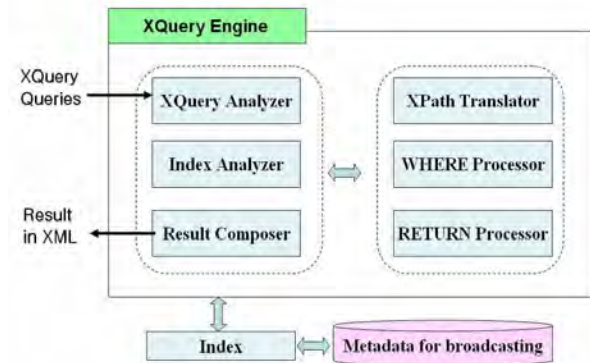 XQuery Engine
XQuery
Queries
XQuery Analyzer
XPath Translator
Index Analyzer
WHERE Processor
Result
in XML
Result Composer
RETURN Processor
Index
Metadata for broadcasting